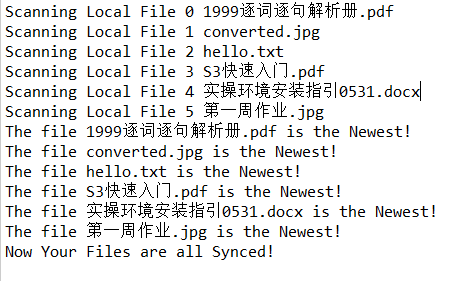 Scanning Local File 0 1999逐词逐句解析册.pdf
Scanning Local File 1 converted.jpg
Scanning Local File 2 hello.txt
Scanning Local File 3 S3快速入门.pdf
Scanning Local File 4 实操环境安装指引0531.docx
Scanning Local File 5 第一周作业.jpg
The file 1999逐词逐句解析册.pdf is the Newest!
The file converted.jpg is the Newest!
The file hello.txt is the Newest!
The file S3快速入门.pdf is the Newest!
The file 实操环境安装指引0531.docx is the Newest!
The file 第一周作业.jpg is the Newest!
Now Your Files are all Synced!